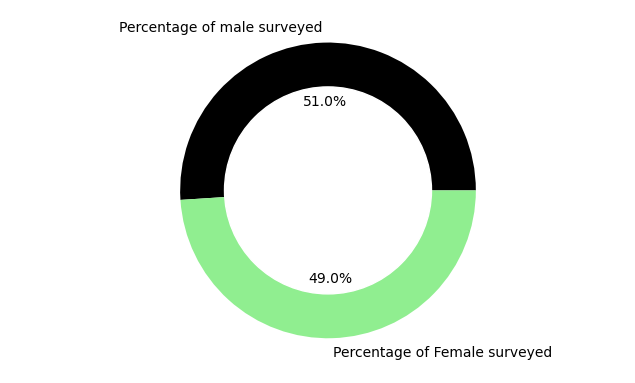 Percentage of male surveyed
51.0%
49.0%
Percentage of Female surveyed